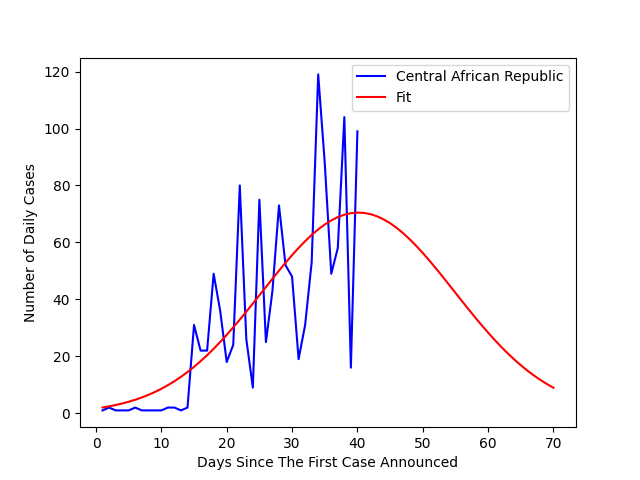 Central African Republic
Fit
120
100
80
60
40
20
0
Number of Daily Cases
0 10 20 30 40 50 60 70
Days Since The First Case Announced